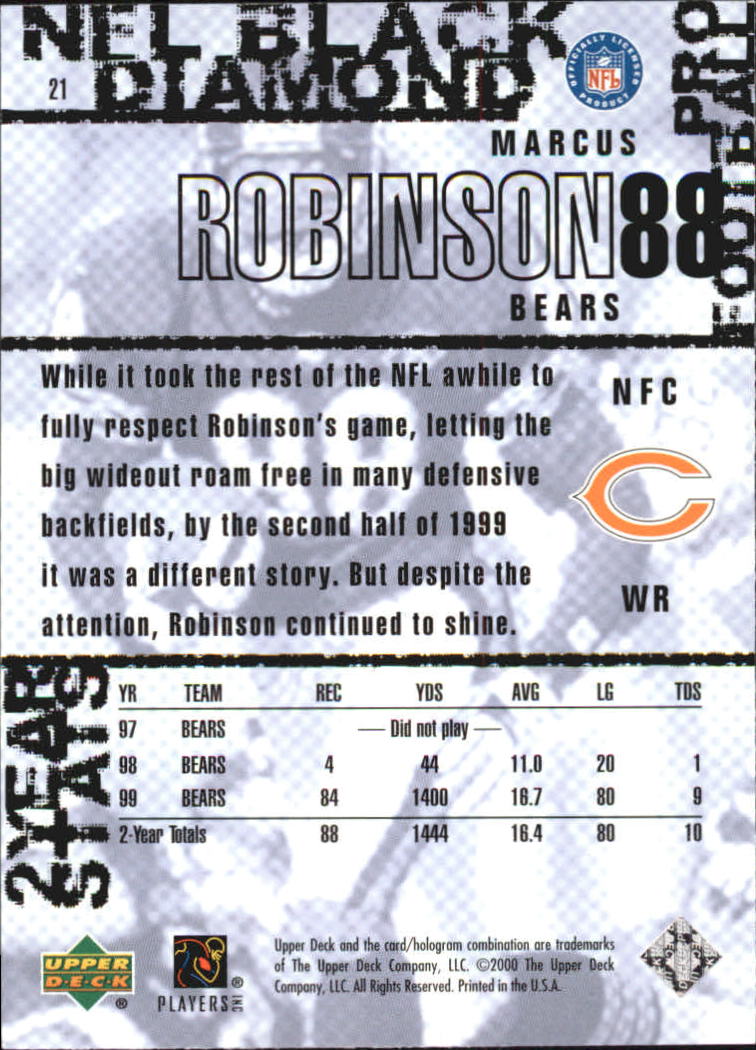 NFL BLACK
DIAMOND
PRO
FOOTBALL
21
OFFICIALLY LICENSED
NFL
PRODUCT
MARCUS
ROBINSON 88
BEARS
While it took the rest of the NFL awhile to
fully respect Robinson's game, letting the
big wideout roam free in many defensive
backfields, by the second half of 1999
it was a different story. But despite the
attention, Robinson continued to shine.
NFC
C
WR
2 YEAR
STATS
YR TEAM REC YDS AVG LG TDS
97 BEARS — Did not play —
98 BEARS 4 44 11.0 20 1
99 BEARS 84 1400 16.7 80 9
2-Year Totals 88 1444 16.4 80 10
UPPER
D·E·C·K
®
PLAYERS INC
®
Upper Deck and the card/hologram combination are trademarks
of The Upper Deck Company, LLC. ©2000 The Upper Deck
Company, LLC. All Rights Reserved. Printed in the U.S.A.